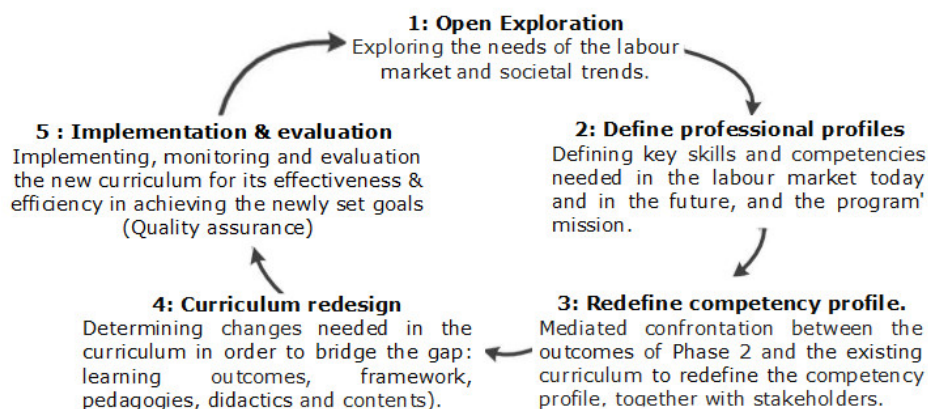 1: Open Exploration
Exploring the needs of the labour
market and societal trends.
2: Define professional profiles
Defining key skills and competencies
needed in the labour market today
and in the future, and the program'
mission.
3: Redefine competency profile.
Mediated confrontation between the
outcomes of Phase 2 and the existing
curriculum to redefine the competency
profile, together with stakeholders.
4: Curriculum redesign
Determining changes needed in the
curriculum in order to bridge the gap:
learning outcomes, framework,
pedagogies, didactics and contents).
5 : Implementation & evaluation
Implementing, monitoring and evaluation
the new curriculum for its effectiveness &
efficiency in achieving the newly set goals
(Quality assurance)